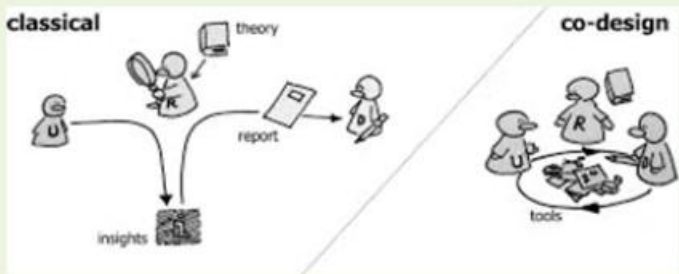 classical
theory
R
U
report
D
insights
co-design
R
U
D
tools